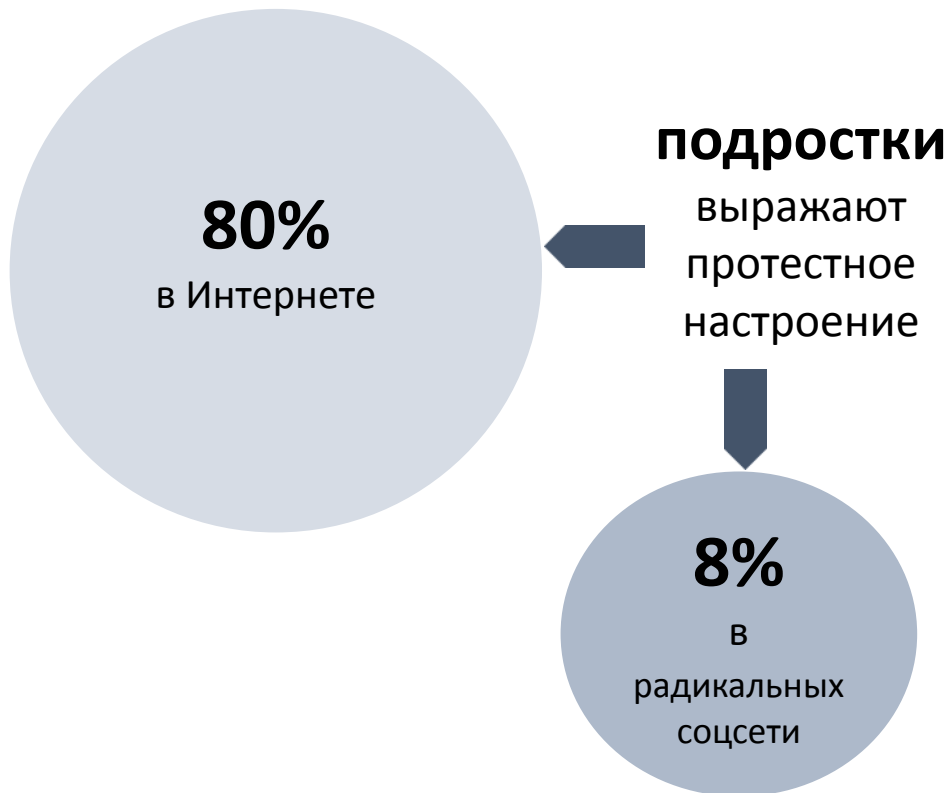 подростки
выражают
протестное
настроение
80%
в Интернете
8%
в
радикальных
соцсети